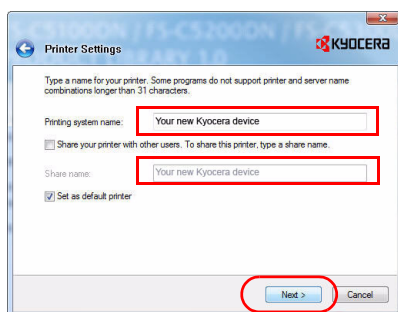 FS-C5200DN
Printer Settings
KYOCERA
Type a name for your printer. Some programs do not support printer and server name
combinations longer than 31 characters.
Printing system name:
Your new Kyocera device
Share your printer with other users. To share this printer, type a share name.
Share name:
Your new Kyocera device
Set as default printer
Next >
Cancel